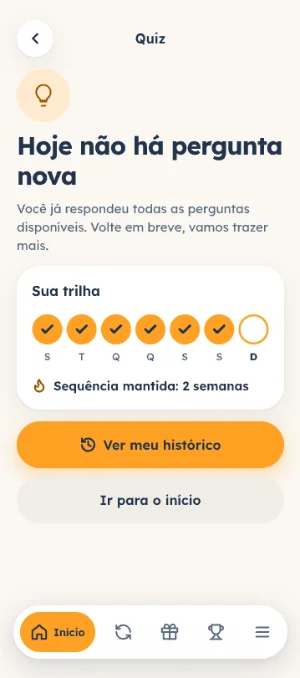 Quiz
Hoje não há pergunta
nova
Você já respondeu todas as perguntas
disponíveis. Volte em breve, vamos trazer
mais.
Sua trilha
S T Q Q S S D
Sequência mantida: 2 semanas
Ver meu histórico
Ir para o início
Início